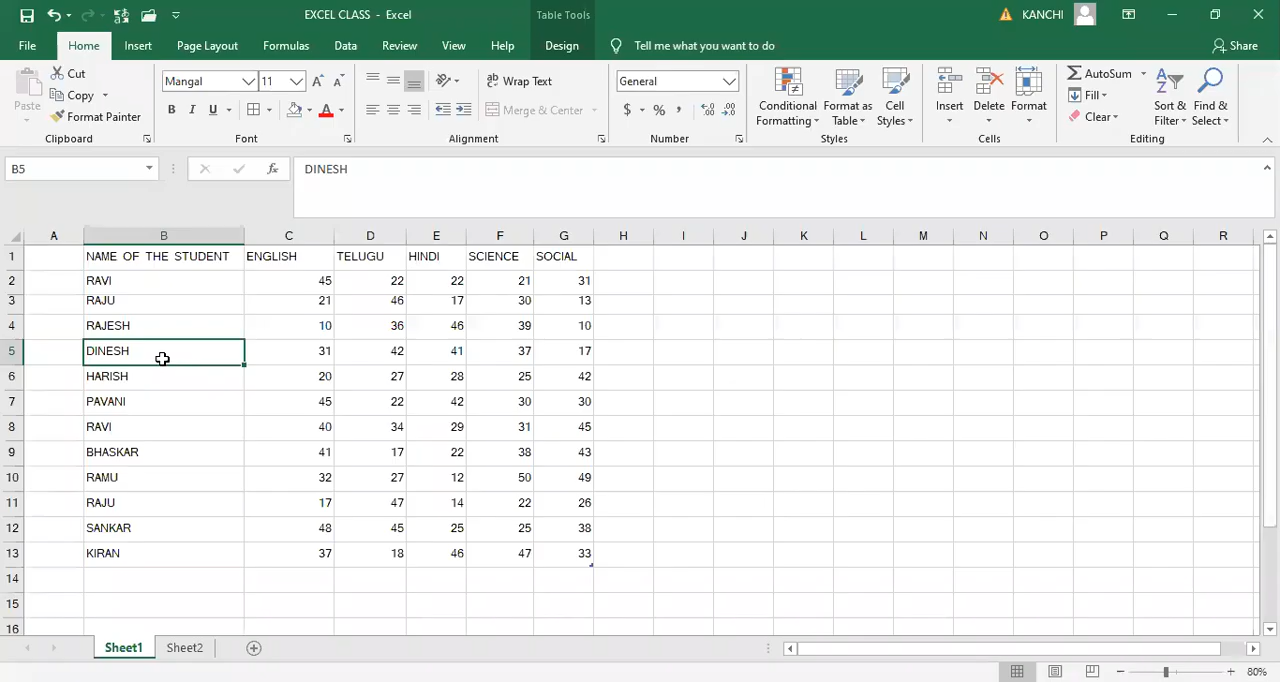 EXCEL CLASS - Excel
Table Tools
KANCHI
File Home Insert Page Layout Formulas Data Review View Help Design Tell me what you want to do Share
Paste
Cut
Copy
Format Painter
Clipboard
Mangal 11
B I U
Font
Wrap Text
Merge & Center
Alignment
General
$ % ,
Number
Conditional Formatting
Format as Table
Cell Styles
Styles
Insert Delete Format
Cells
AutoSum
Fill
Clear
Sort & Filter
Find & Select
Editing
B5 fx DINESH
A B C D E F G H I J K L M N O P Q R
1 NAME OF THE STUDENT ENGLISH TELUGU HINDI SCIENCE SOCIAL
2 RAVI 45 22 22 21 31
3 RAJU 21 46 17 30 13
4 RAJESH 10 36 46 39 10
5 DINESH 31 42 41 37 17
6 HARISH 20 27 28 25 42
7 PAVANI 45 22 42 30 30
8 RAVI 40 34 29 31 45
9 BHASKAR 41 17 22 38 43
10 RAMU 32 27 12 50 49
11 RAJU 17 47 14 22 26
12 SANKAR 48 45 25 25 38
13 KIRAN 37 18 46 47 33
14
15
16
Sheet1 Sheet2
80%